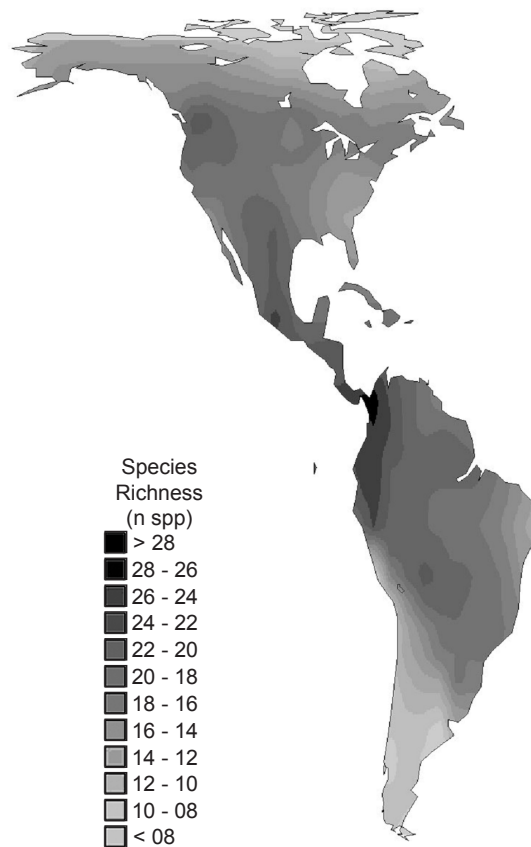 Species
Richness
(n spp)
> 28
28 - 26
26 - 24
24 - 22
22 - 20
20 - 18
18 - 16
16 - 14
14 - 12
12 - 10
10 - 08
< 08